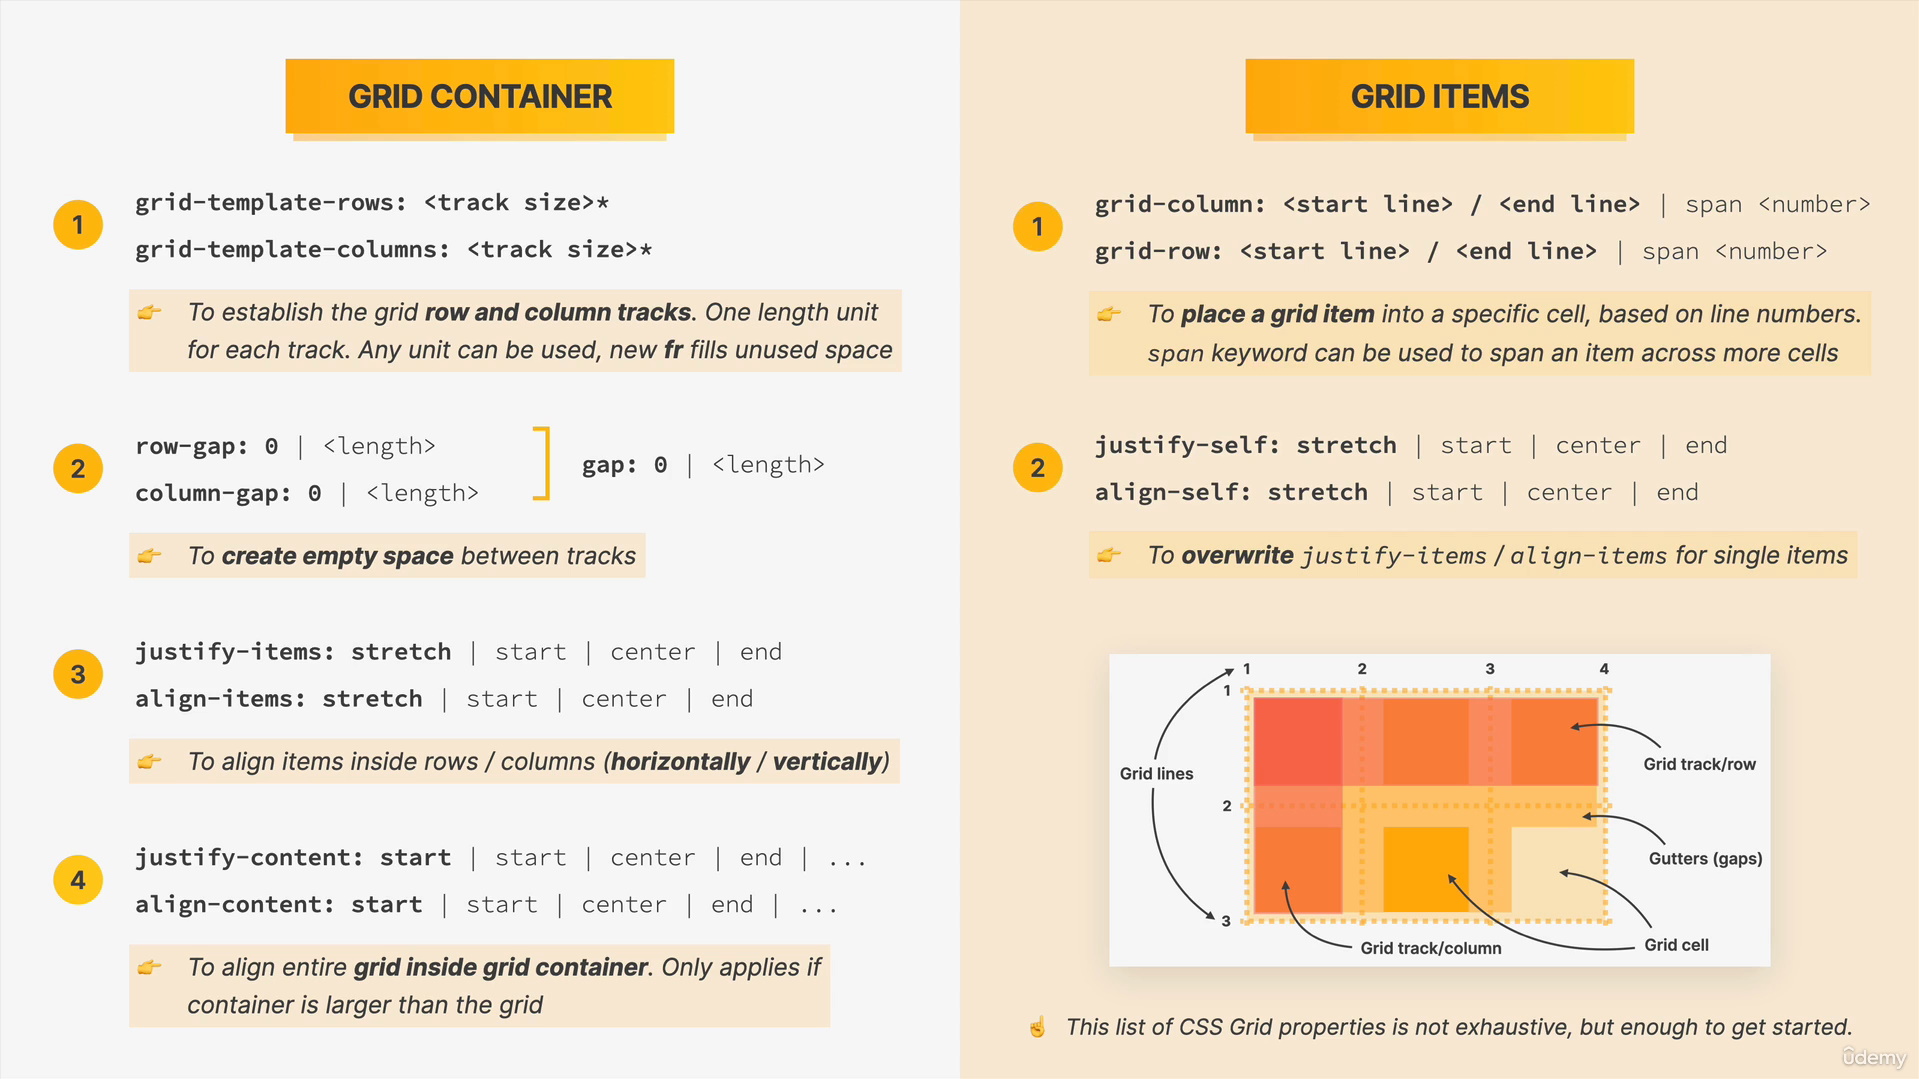 GRID CONTAINER
1
grid-template-rows: <track size>*
grid-template-columns: <track size>*
To establish the grid row and column tracks. One length unit
for each track. Any unit can be used, new fr fills unused space
2
row-gap: 0 | <length>
column-gap: 0 | <length>
gap: 0 | <length>
To create empty space between tracks
3
justify-items: stretch | start | center | end
align-items: stretch | start | center | end
To align items inside rows / columns (horizontally / vertically)
4
justify-content: start | start | center | end | ...
align-content: start | start | center | end | ...
To align entire grid inside grid container. Only applies if
container is larger than the grid
GRID ITEMS
1
grid-column: <start line> / <end line> | span <number>
grid-row: <start line> / <end line> | span <number>
To place a grid item into a specific cell, based on line numbers.
span keyword can be used to span an item across more cells
2
justify-self: stretch | start | center | end
align-self: stretch | start | center | end
To overwrite justify-items / align-items for single items
1 2 3 4
1
Grid track/row
Grid lines
2
Gutters (gaps)
3
Grid track/column
Grid cell
This list of CSS Grid properties is not exhaustive, but enough to get started.
ûdemy